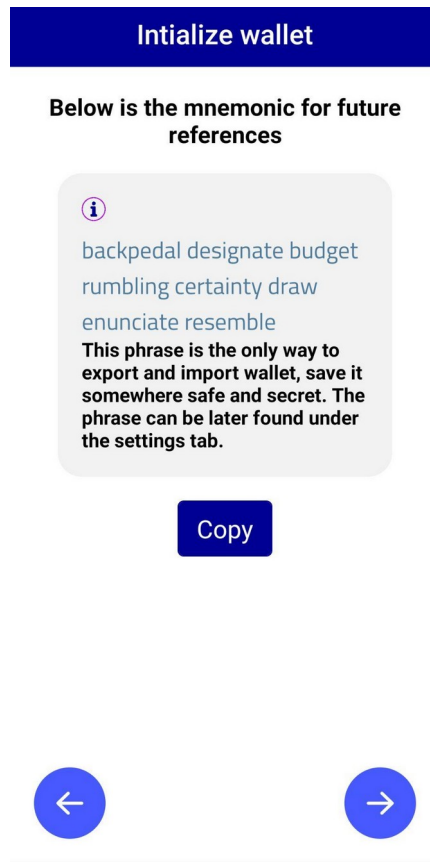 Intialize wallet
Below is the mnemonic for future
references
backpedal designate budget
rumbling certainty draw
enunciate resemble
This phrase is the only way to
export and import wallet, save it
somewhere safe and secret. The
phrase can be later found under
the settings tab.
Copy